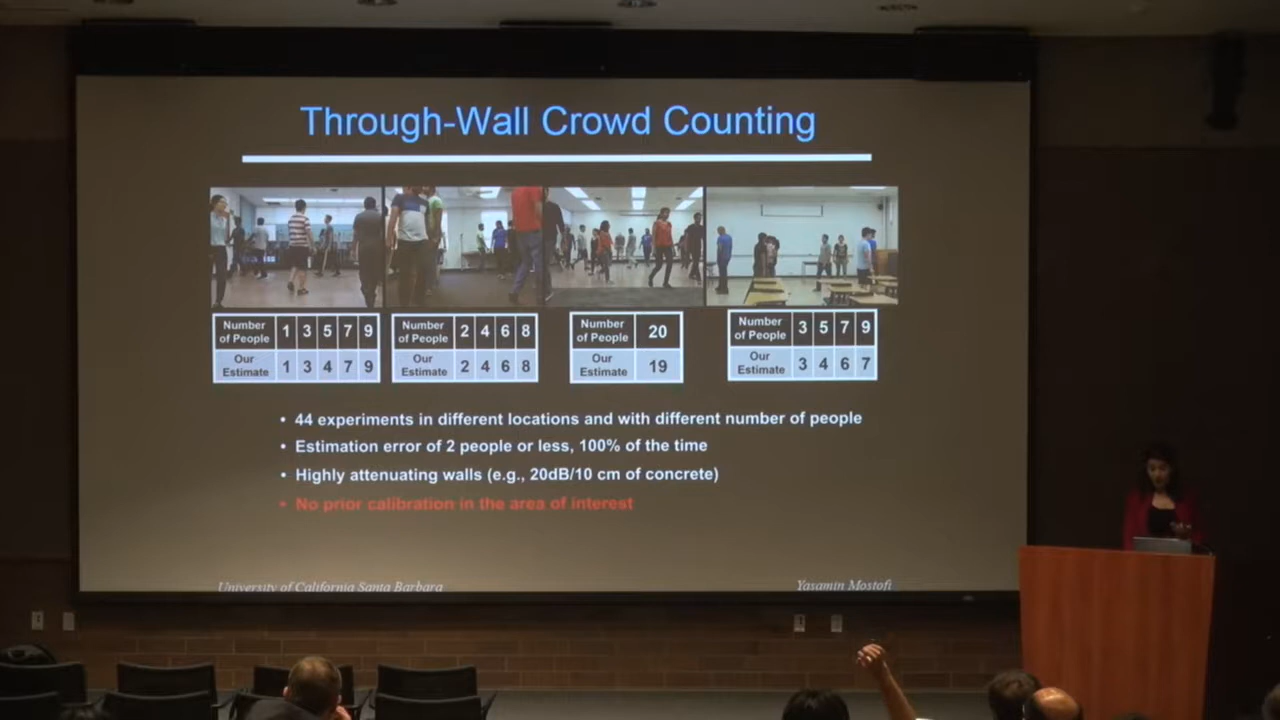 Through-Wall Crowd Counting
Number of People 1 3 5 7 9
Our Estimate 1 3 4 7 9
Number of People 2 4 6 8
Our Estimate 2 4 6 8
Number of People 20
Our Estimate 19
Number of People 3 5 7 9
Our Estimate 3 4 6 7
• 44 experiments in different locations and with different number of people
• Estimation error of 2 people or less, 100% of the time
• Highly attenuating walls (e.g., 20dB/10 cm of concrete)
• No prior calibration in the area of interest
University of California Santa Barbara
Yasamin Mostofi